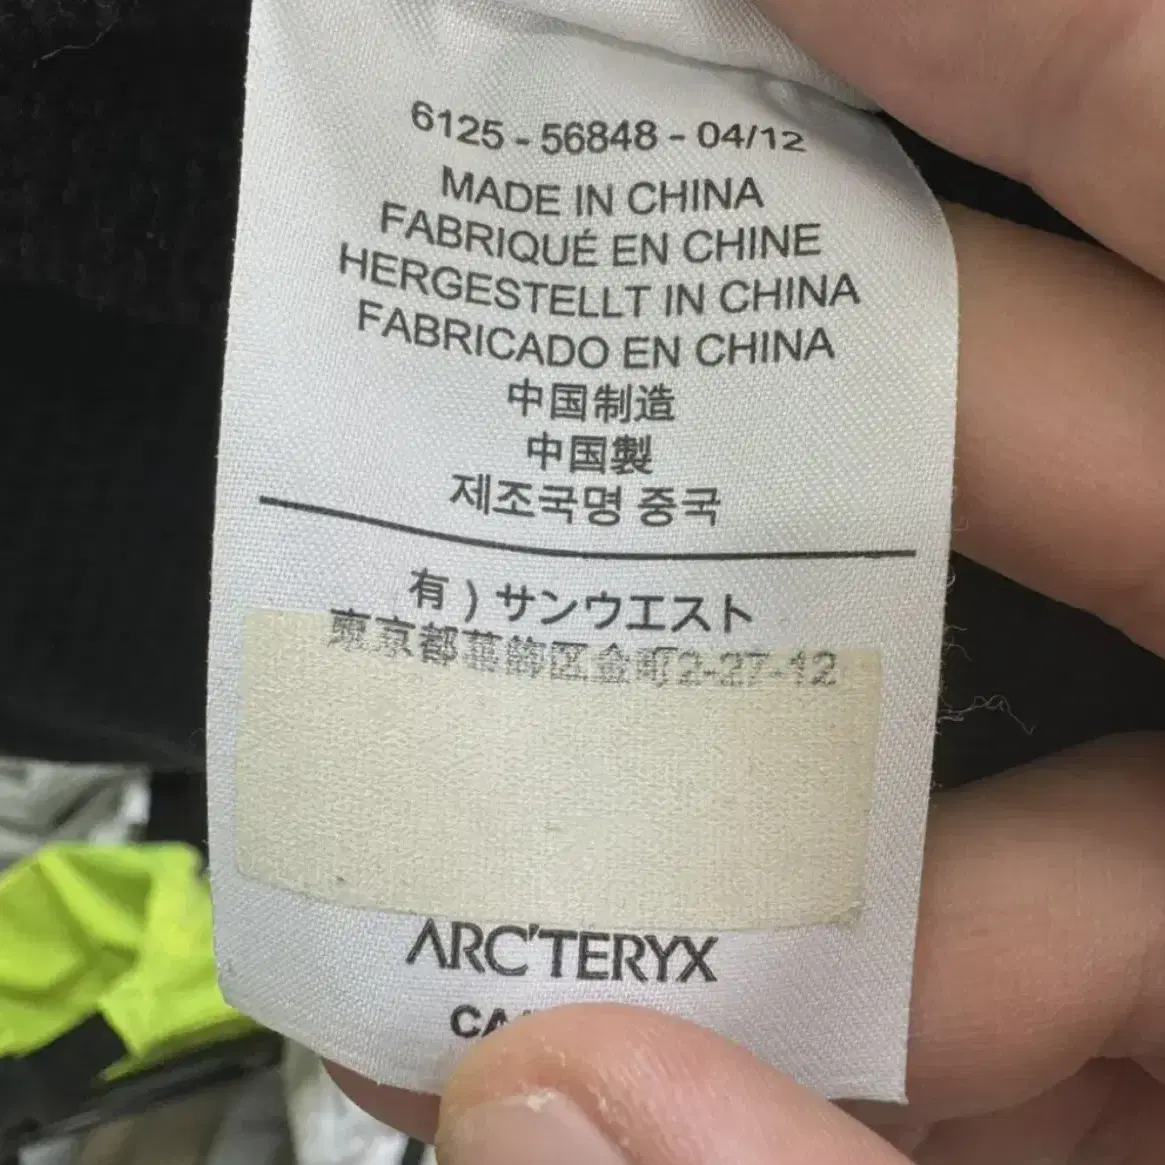 6125 - 56848 - 04/12
MADE IN CHINA
FABRIQUÉ EN CHINE
HERGESTELLT IN CHINA
FABRICADO EN CHINA
中国制造
中国製
제조국명 중국
有）サンウエスト
東京都葛飾区金町2-27-12
ARC'TERYX